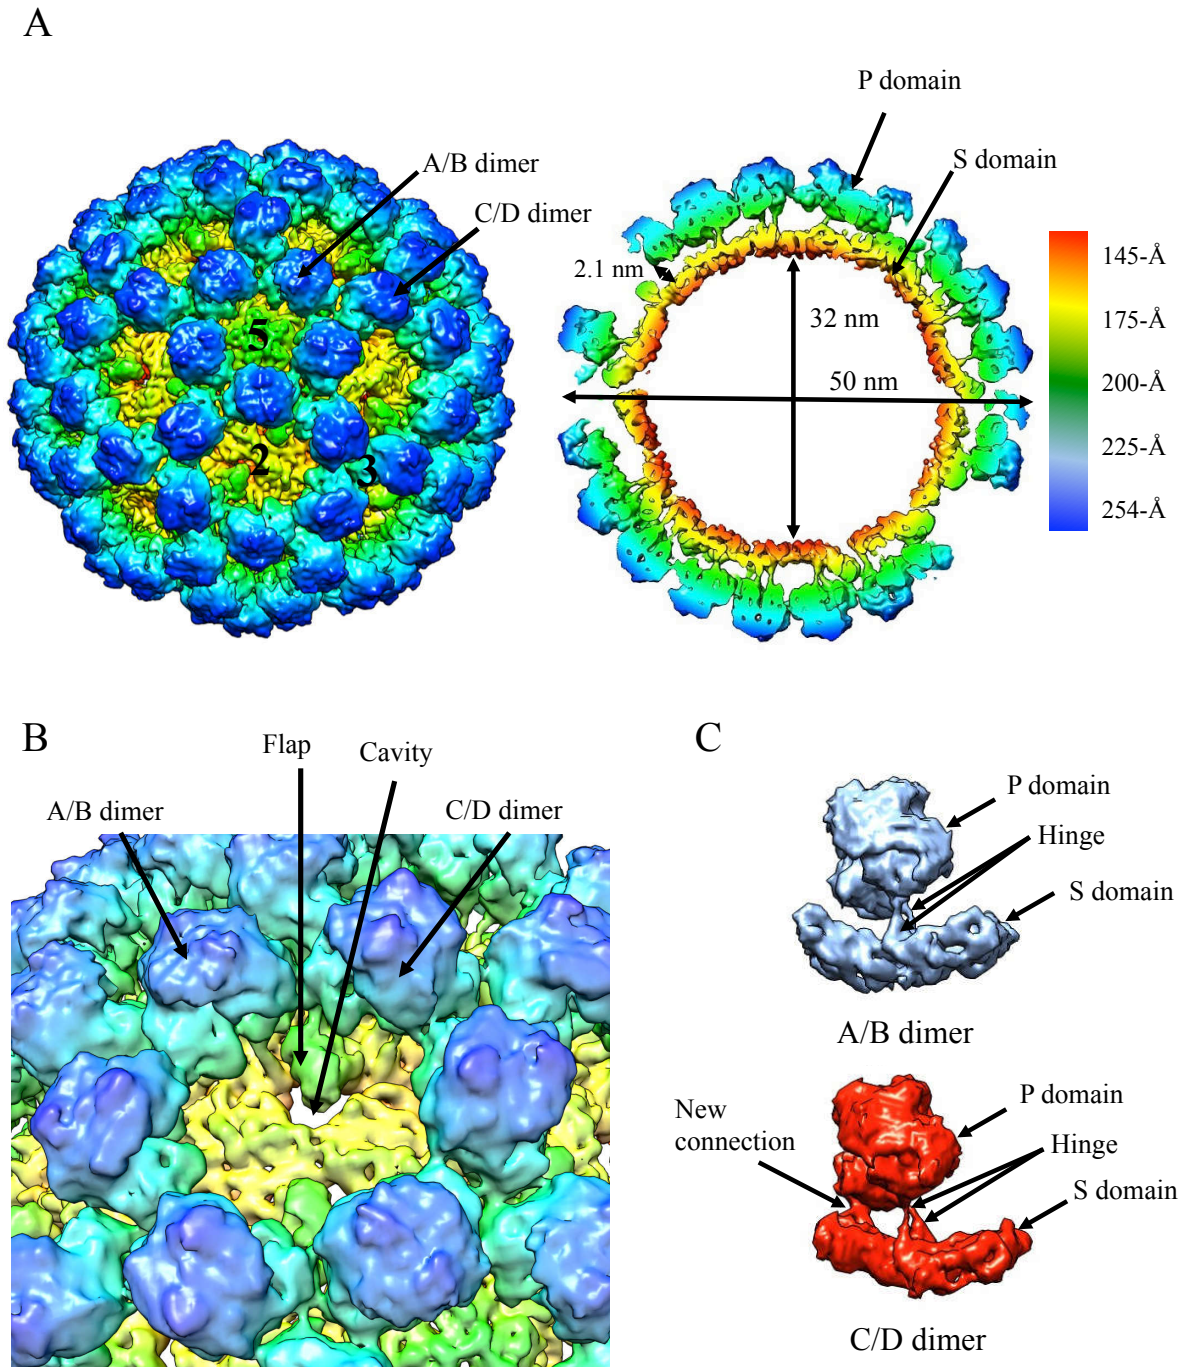 A
P domain
A/B dimer
S domain
C/D dimer
2.1 nm
145-Å
32 nm
175-Å
5
50 nm
200-Å
225-Å
2
3
254-Å
B
C
Flap
Cavity
A/B dimer
C/D dimer
P domain
Hinge
S domain
A/B dimer
New
connection
P domain
Hinge
S domain
C/D dimer